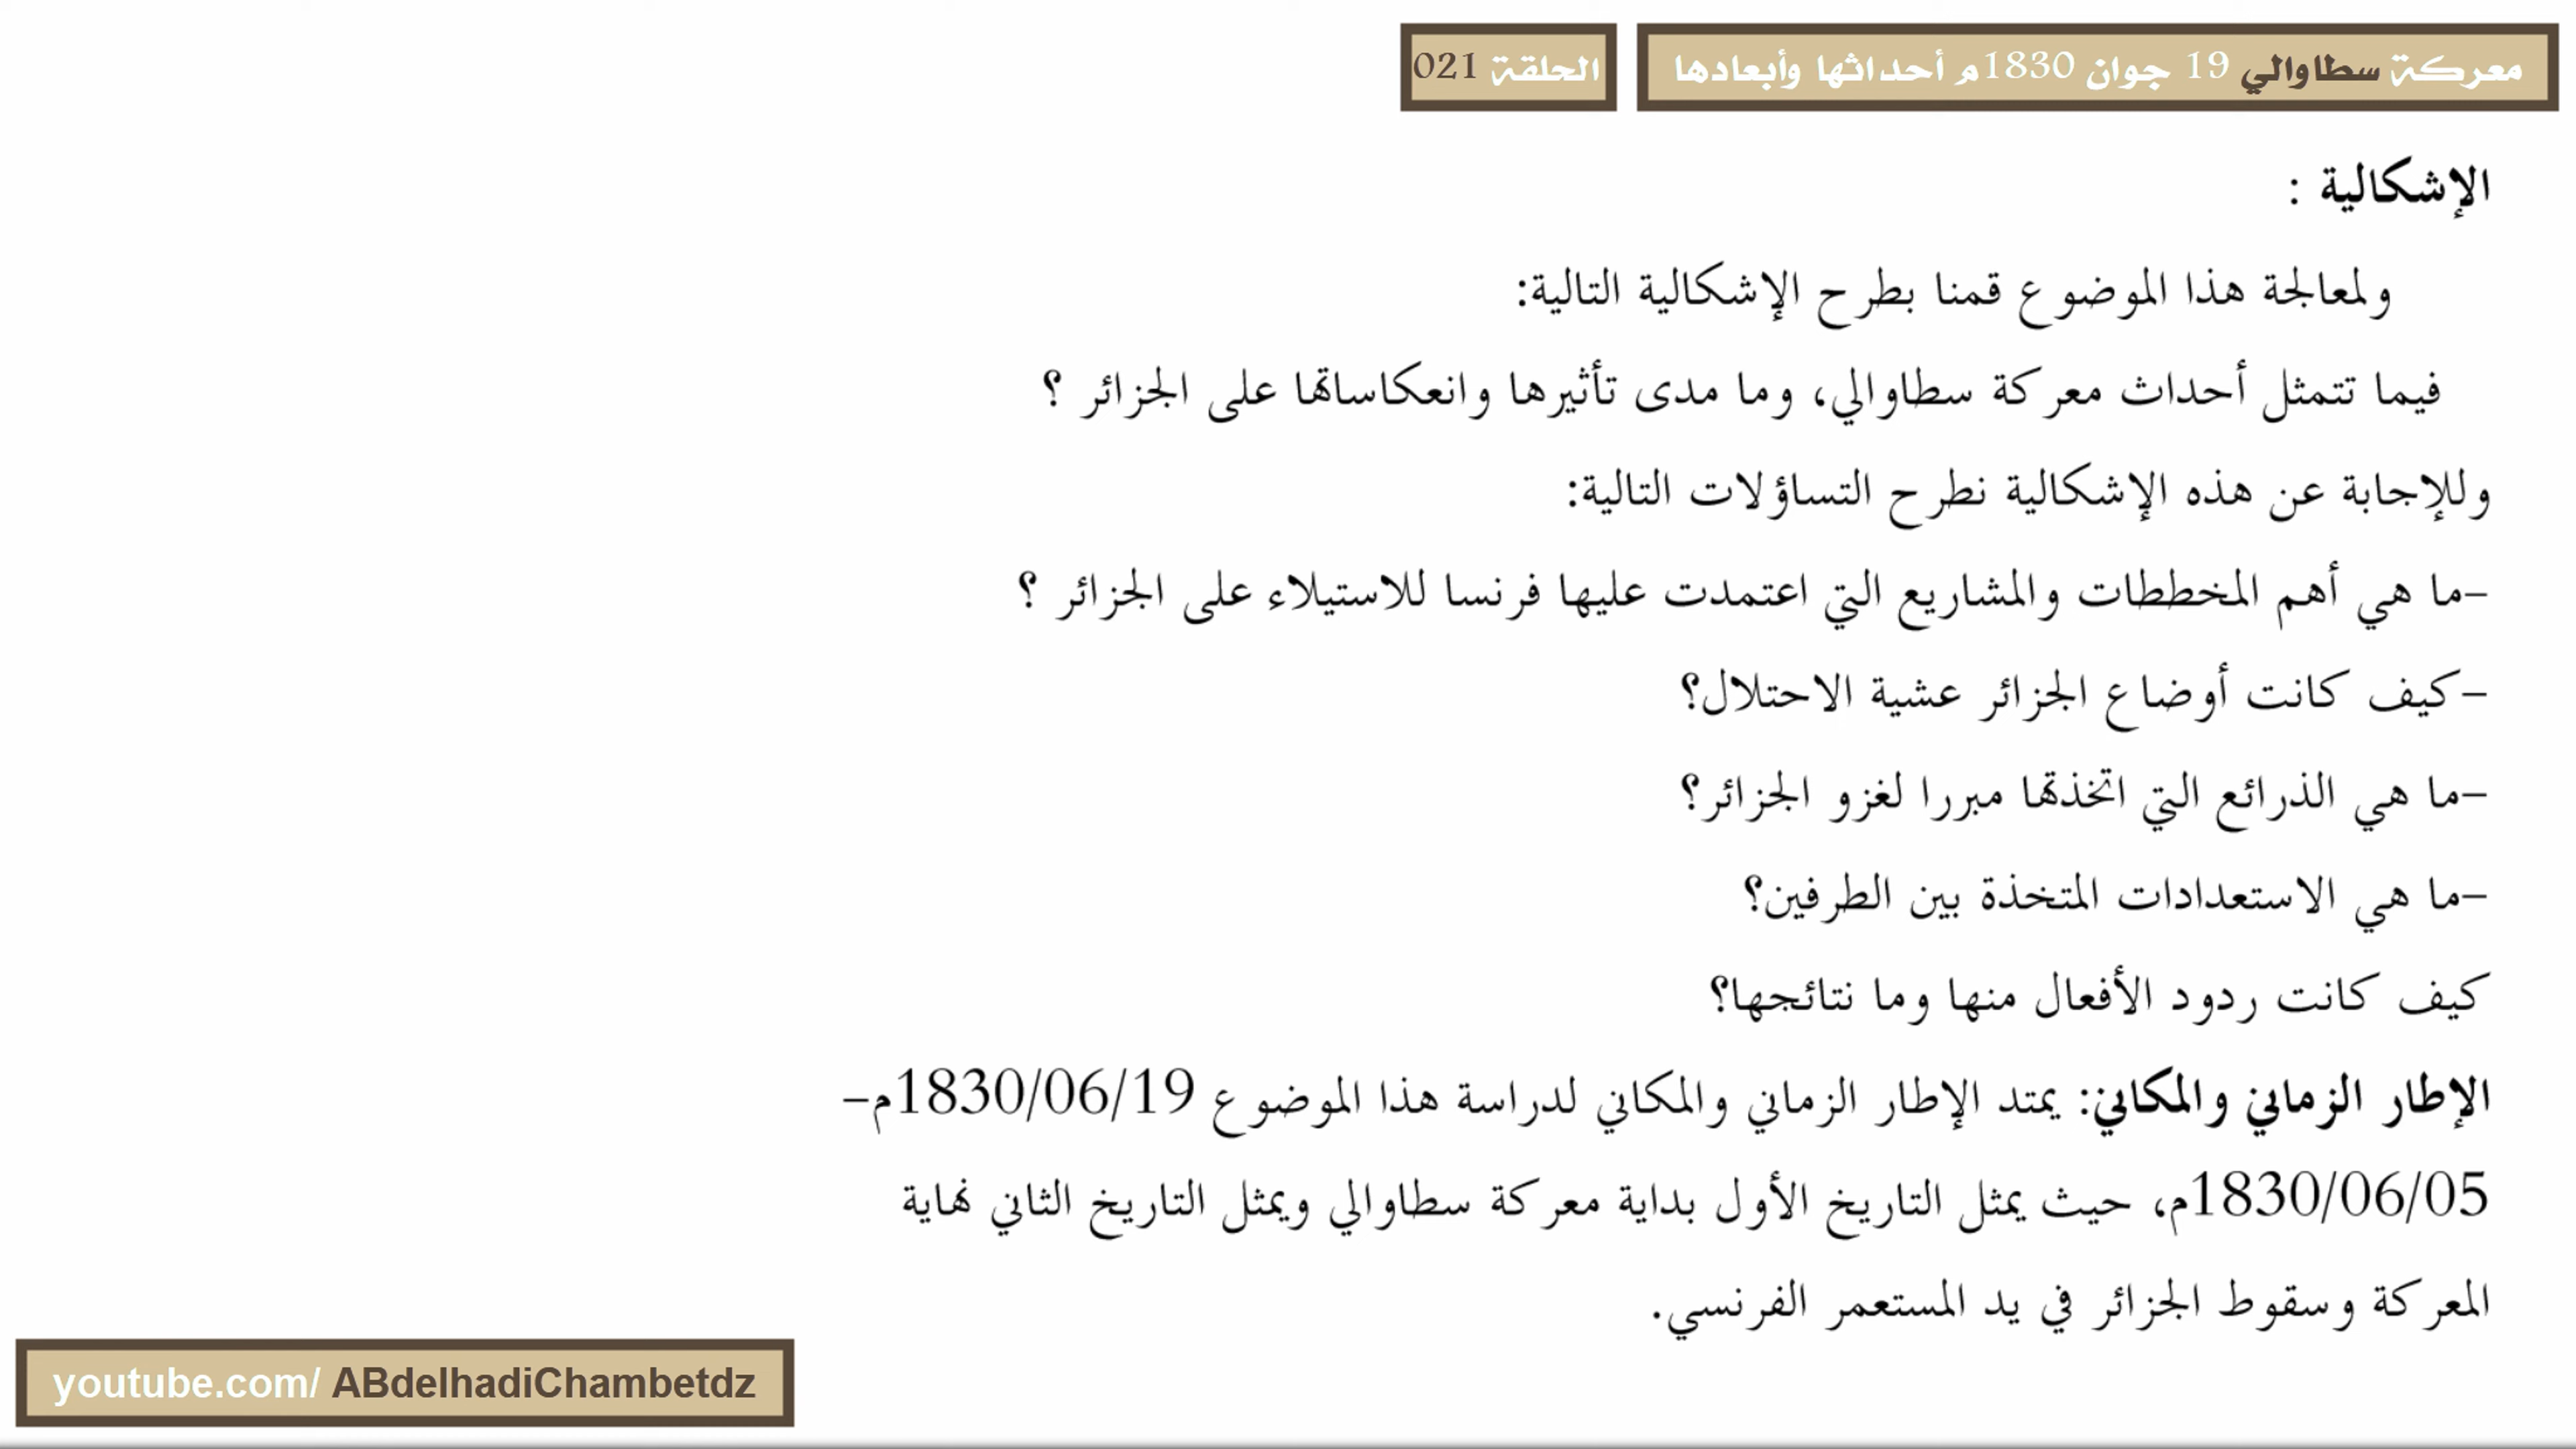 معركة سطاوالي 19 جوان 1830م أحداثها وأبعادها
الحلقة 021
الإشكالية :
ولمعالجة هذا الموضوع قمنا بطرح الإشكالية التالية:
فيما تتمثل أحداث معركة سطاوالي، وما مدى تأثيرها وانعكاساتها على الجزائر ؟
وللإجابة عن هذه الإشكالية نطرح التساؤلات التالية:
-ما هي أهم المخططات والمشاريع التي اعتمدت عليها فرنسا للاستيلاء على الجزائر ؟
-كيف كانت أوضاع الجزائر عشية الاحتلال؟
-ما هي الذرائع التي اتخذتها مبررا لغزو الجزائر؟
-ما هي الاستعدادات المتخذة بين الطرفين؟
كيف كانت ردود الأفعال منها وما نتائجها؟
الإطار الزماني والمكاني: يمتد الإطار الزماني والمكاني لدراسة هذا الموضوع 1830/06/19م-
1830/06/05م، حيث يمثل التاريخ الأول بداية معركة سطاوالي ويمثل التاريخ الثاني نهاية
المعركة وسقوط الجزائر في يد المستعمر الفرنسي.
youtube.com/ ABdelhadiChambetdz